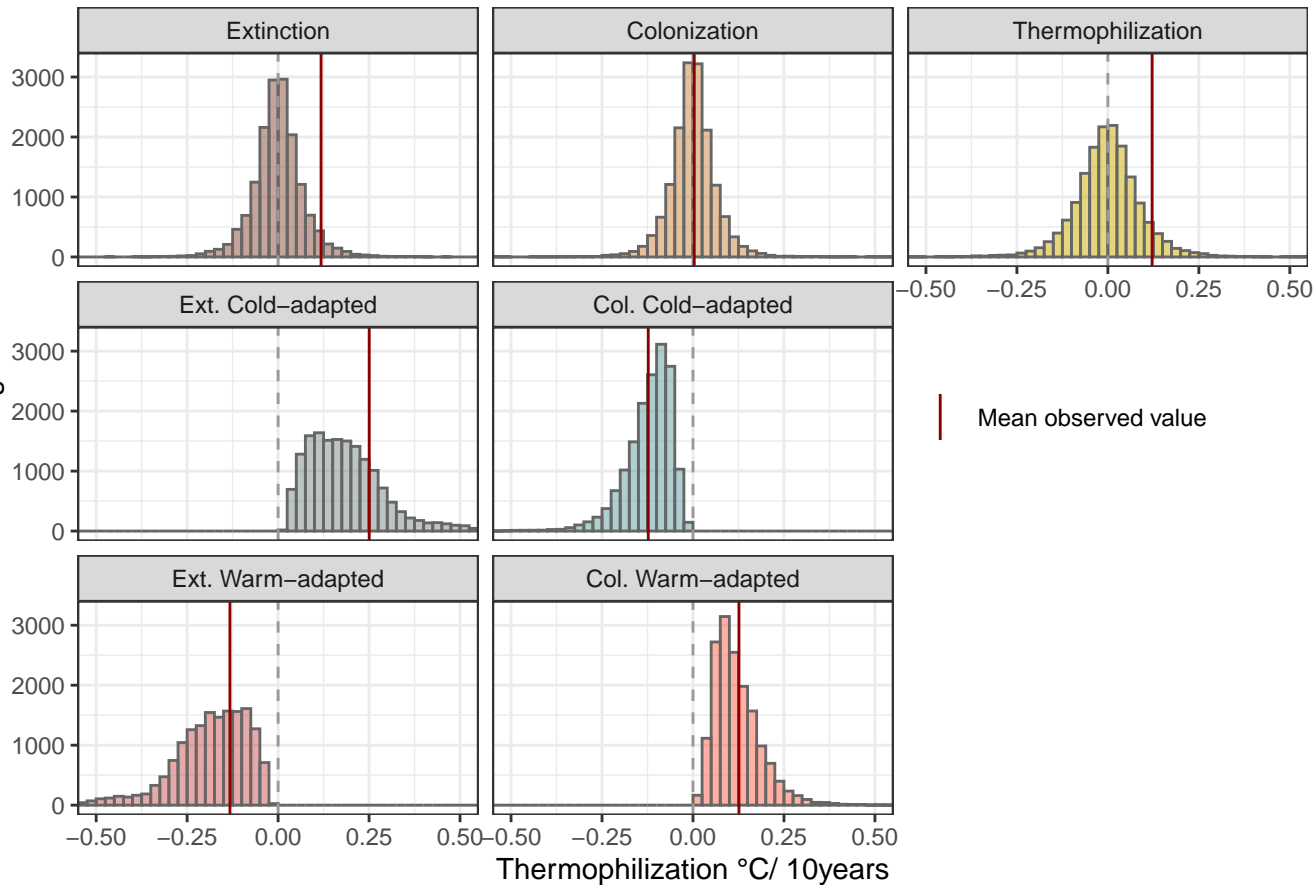 Extinction
Colonization
Thermophilization
3000
2000
1000
0
−0.50 −0.25 0.00 0.25 0.50
Ext. Cold−adapted
Col. Cold−adapted
3000
2000
1000
0
Mean observed value
Ext. Warm−adapted
Col. Warm−adapted
3000
2000
1000
0
−0.50 −0.25 0.00 0.25 0.50
−0.50 −0.25 0.00 0.25 0.50
Thermophilization °C/ 10years